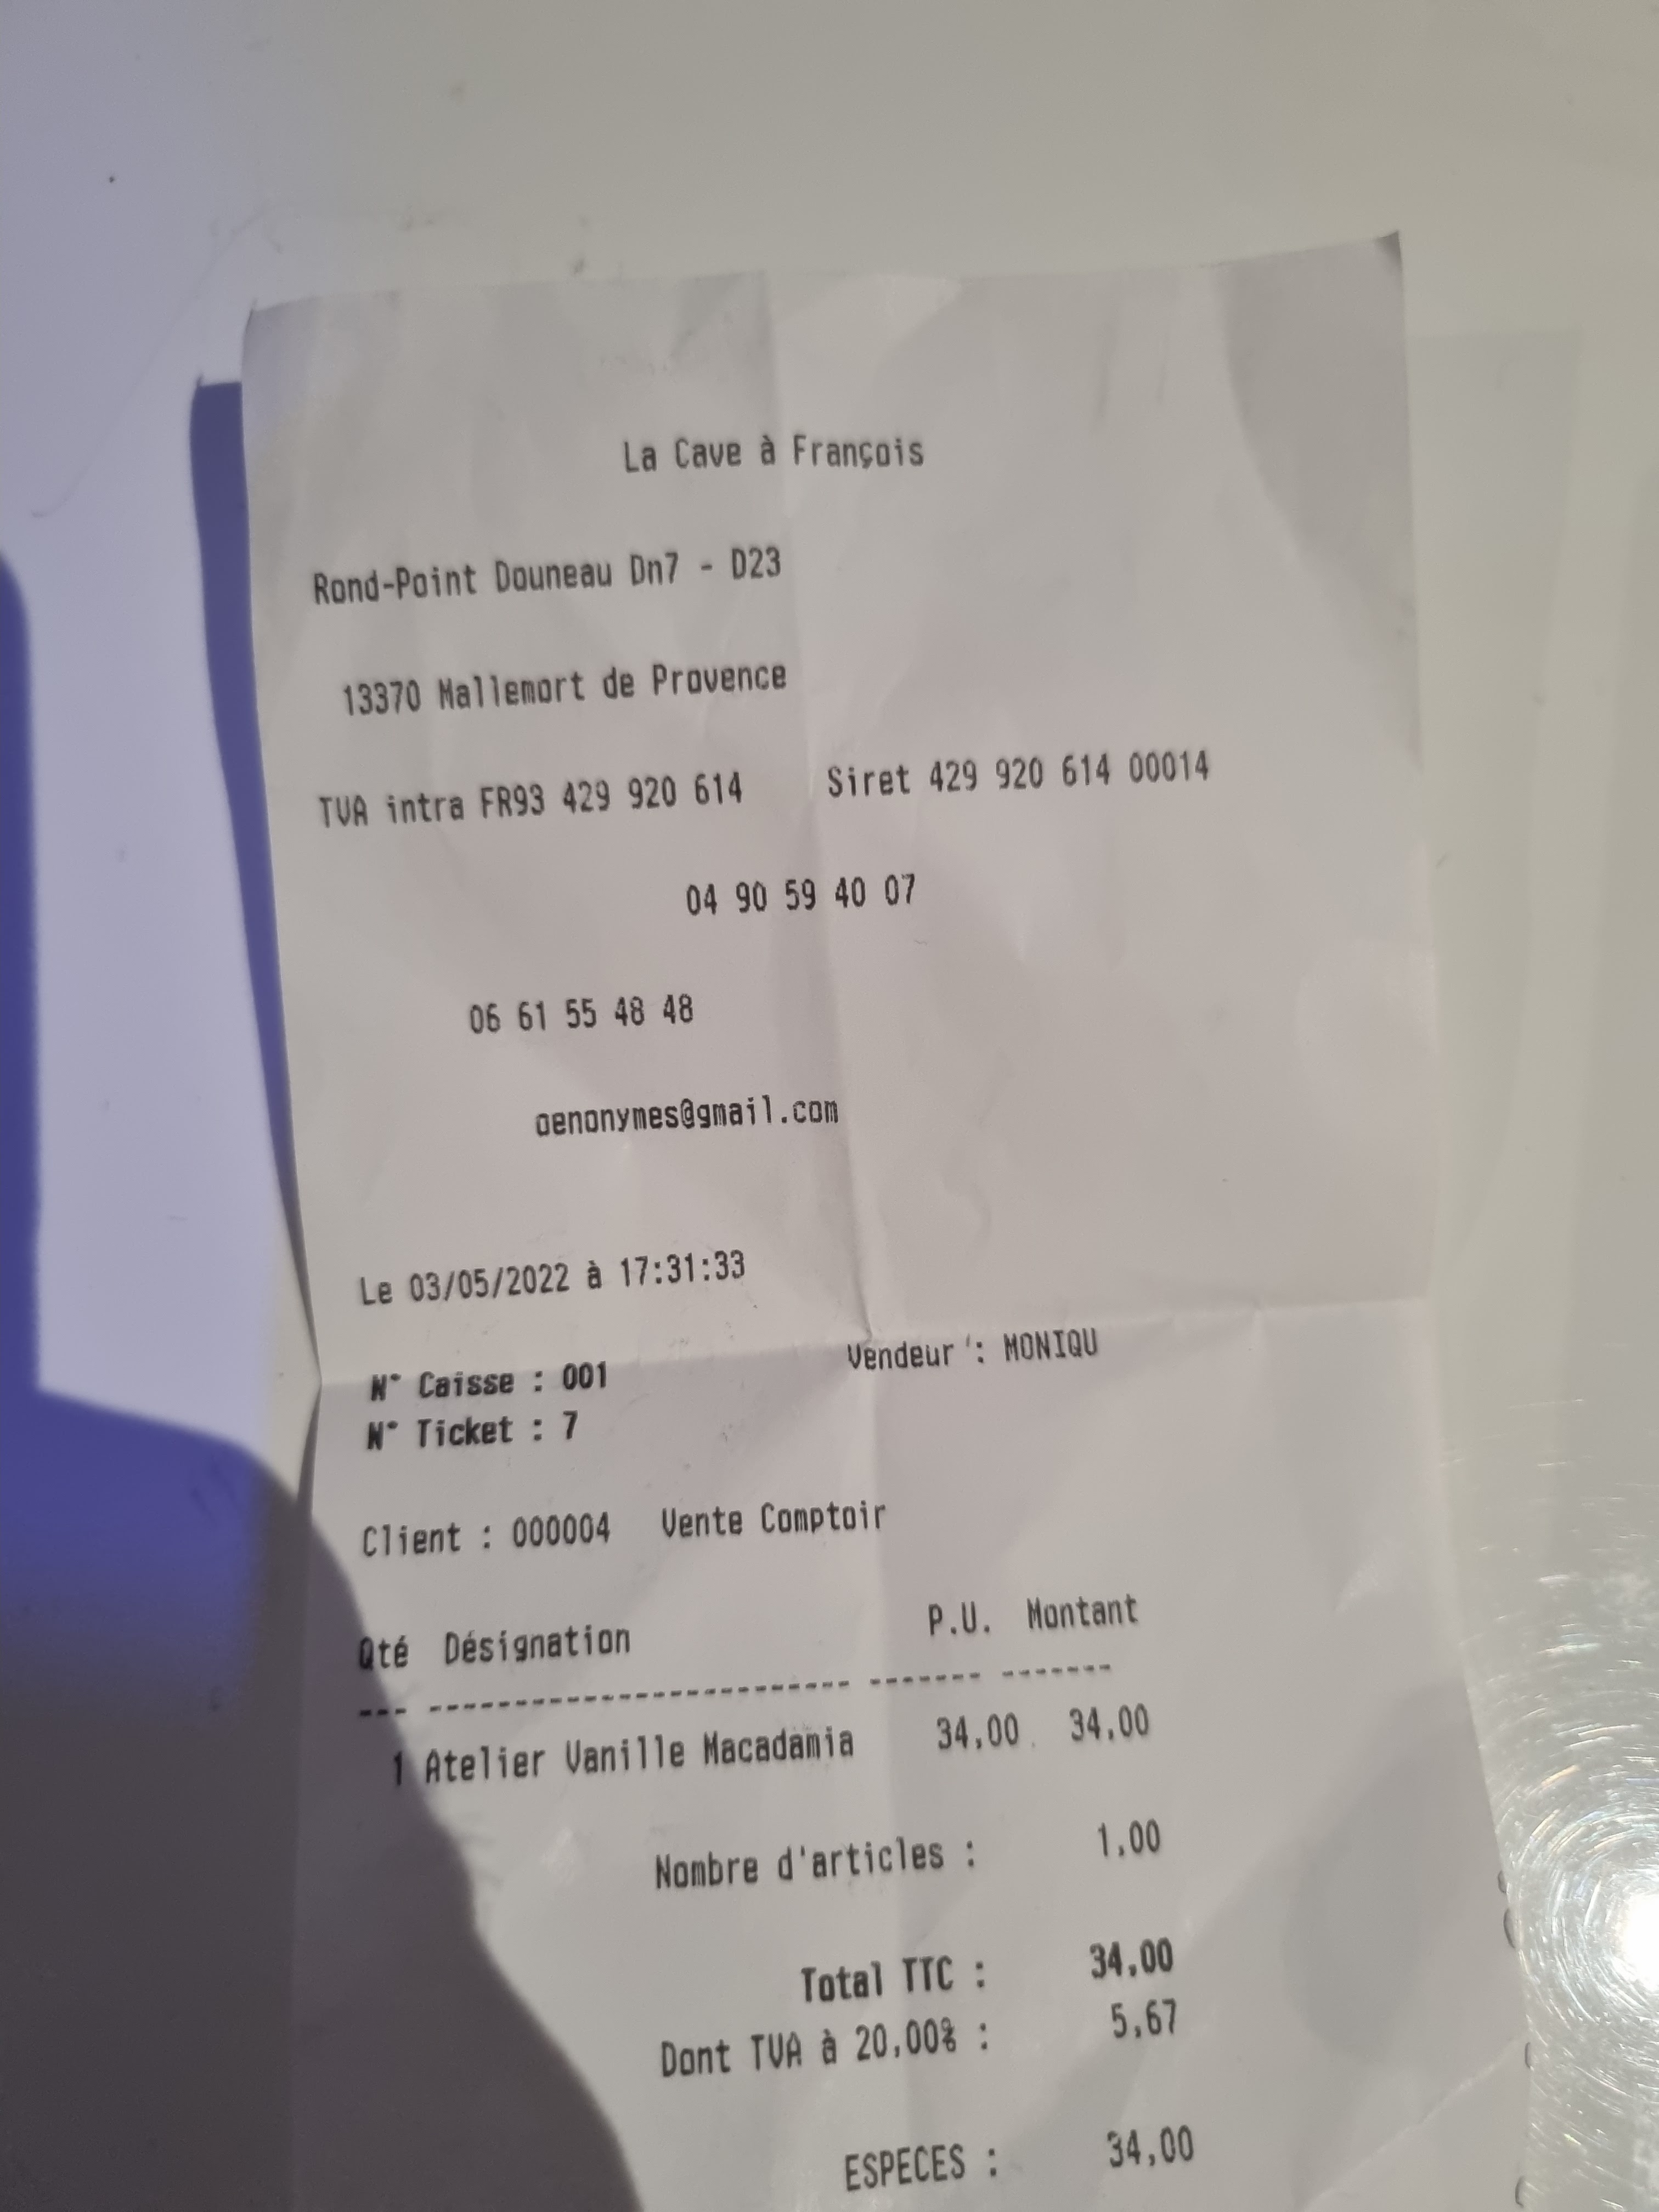 La Cave à François
Rond-Point Douneau Dn7 - D23
13370 Mallemort de Provence
TVA intra FR93 429 920 614 Siret 429 920 614 00014
04 90 59 40 07
06 61 55 48 48
oenonymes@gmail.com
Le 03/05/2022 à 17:31:33
N° Caisse : 001 Vendeur : MONIQU
N° Ticket : 7
Client : 000004 Vente Comptoir
Qté Désignation P.U. Montant
--- ------------------------- ------- -------
1 Atelier Vanille Macadamia 34,00 34,00
Nombre d'articles : 1,00
Total TTC : 34,00
Dont TVA à 20,00% : 5,67
ESPECES : 34,00